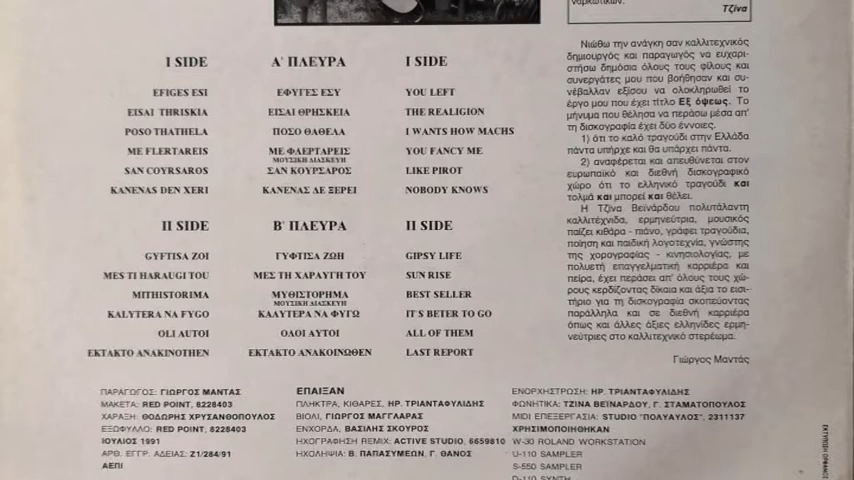 ναρκωτικών.
Τζίνα
I SIDE
EFIGES ESI
EISAI THRISKIA
POSO THATHELA
ME FLERTAREIS
SAN COYRSAROS
KANENAS DEN XERI
Α' ΠΛΕΥΡΑ
ΕΦΥΓΕΣ ΕΣΥ
ΕΙΣΑΙ ΘΡΗΣΚΕΙΑ
ΠΟΣΟ ΘΑΘΕΛΑ
ΜΕ ΦΛΕΡΤΑΡΕΙΣ
ΜΟΥΣΙΚΗ ΔΙΑΣΚΕΥΗ
ΣΑΝ ΚΟΥΡΣΑΡΟΣ
ΚΑΝΕΝΑΣ ΔΕ ΞΕΡΕΙ
I SIDE
YOU LEFT
THE REALIGION
I WANTS HOW MACHS
YOU FANCY ME
LIKE PIROT
NOBODY KNOWS
II SIDE
GYFTISA ZOI
MES TI HARAUGI TOU
MITHISTORIMA
KALYTERA NA FYGO
OLI AUTOI
EKTAKTO ANAKINOTHEN
Β' ΠΛΕΥΡΑ
ΓΥΦΤΙΣΑ ΖΩΗ
ΜΕΣ ΤΗ ΧΑΡΑΥΓΗ ΤΟΥ
ΜΥΘΙΣΤΟΡΗΜΑ
ΜΟΥΣΙΚΗ ΔΙΑΣΚΕΥΗ
ΚΑΛΥΤΕΡΑ ΝΑ ΦΥΓΩ
ΟΛΟΙ ΑΥΤΟΙ
ΕΚΤΑΚΤΟ ΑΝΑΚΟΙΝΩΘΕΝ
II SIDE
GIPSY LIFE
SUN RISE
BEST SELLER
IT'S BETER TO GO
ALL OF THEM
LAST REPORT
Νιώθω την ανάγκη σαν καλλιτεχνικός
δημιουργός και παραγωγός να ευχαρι-
στήσω δημόσια όλους τους φίλους και
συνεργάτες μου που βοήθησαν και συ-
νέβαλλαν εξίσου να ολοκληρωθεί το
έργο μου που έχει τίτλο Εξ όψεως. Το
μήνυμα που θέλησα να περάσω μέσα απ'
τη δισκογραφία έχει δύο έννοιες.
1) ότι το καλό τραγούδι στην Ελλάδα
πάντα υπήρχε και θα υπάρχει πάντα.
2) αναφέρεται και απευθύνεται στον
ευρωπαϊκό και διεθνή δισκογραφικό
χώρο ότι το ελληνικό τραγούδι και
τολμά και μπορεί και θέλει.
Η Τζίνα Βεϊνάρδου πολυτάλαντη
καλλιτέχνιδα, ερμηνεύτρια, μουσικός
παίζει κιθάρα - πιάνο, γράφει τραγούδια,
ποίηση και παιδική λογοτεχνία, γνώστης
της χορογραφίας - κινησιολογίας, με
πολυετή επαγγελματική καρριέρα και
πείρα, έχει περάσει απ' όλους τους χώ-
ρους κερδίζοντας δίκαια και άξια το εισι-
τήριο για τη δισκογραφία σκοπεύοντας
παράλληλα και σε διεθνή καρριέρα
όπως και άλλες άξιες ελληνίδες ερμη-
νεύτριες στο καλλιτεχνικό στερέωμα.
Γιώργος Μαντάς
ΠΑΡΑΓΩΓΟΣ: ΓΙΩΡΓΟΣ ΜΑΝΤΑΣ
ΜΑΚΕΤΑ: RED POINT, 8228403
ΧΑΡΑΞΗ: ΘΟΔΩΡΗΣ ΧΡΥΣΑΝΘΟΠΟΥΛΟΣ
ΕΞΩΦΥΛΛΟ: RED POINT, 8228403
ΙΟΥΛΙΟΣ 1991
ΑΡΘ. ΕΓΓΡ. ΑΔΕΙΑΣ: Ζ1/284/91
ΑΕΠΙ
ΕΠΑΙΞΑΝ
ΠΛΗΚΤΡΑ, ΚΙΘΑΡΕΣ, ΗΡ. ΤΡΙΑΝΤΑΦΥΛΙΔΗΣ
ΒΙΟΛΙ, ΓΙΩΡΓΟΣ ΜΑΓΓΛΑΡΑΣ
ΕΝΧΟΡΔΑ, ΒΑΣΙΛΗΣ ΣΚΟΥΡΟΣ
ΗΧΟΓΡΑΦΗΣΗ REMIX: ACTIVE STUDIO, 6659810
ΗΧΟΛΗΨΙΑ: Β. ΠΑΠΑΣΥΜΕΩΝ, Γ. ΘΑΝΟΣ
ΕΝΟΡΧΗΣΤΡΩΣΗ: ΗΡ. ΤΡΙΑΝΤΑΦΥΛΙΔΗΣ
ΦΩΝΗΤΙΚΑ: ΤΖΙΝΑ ΒΕΪΝΑΡΔΟΥ, Γ. ΣΤΑΜΑΤΟΠΟΥΛΟΣ
MIDI ΕΠΕΞΕΡΓΑΣΙΑ: STUDIO "ΠΟΛΥΑΥΛΟΣ", 2311137
ΧΡΗΣΙΜΟΠΟΙΗΘΗΚΑΝ
W-30 ROLAND WORKSTATION
U-110 SAMPLER
S-550 SAMPLER
D-110 SYNTH
ΕΚΤΥΠΩΣΗ